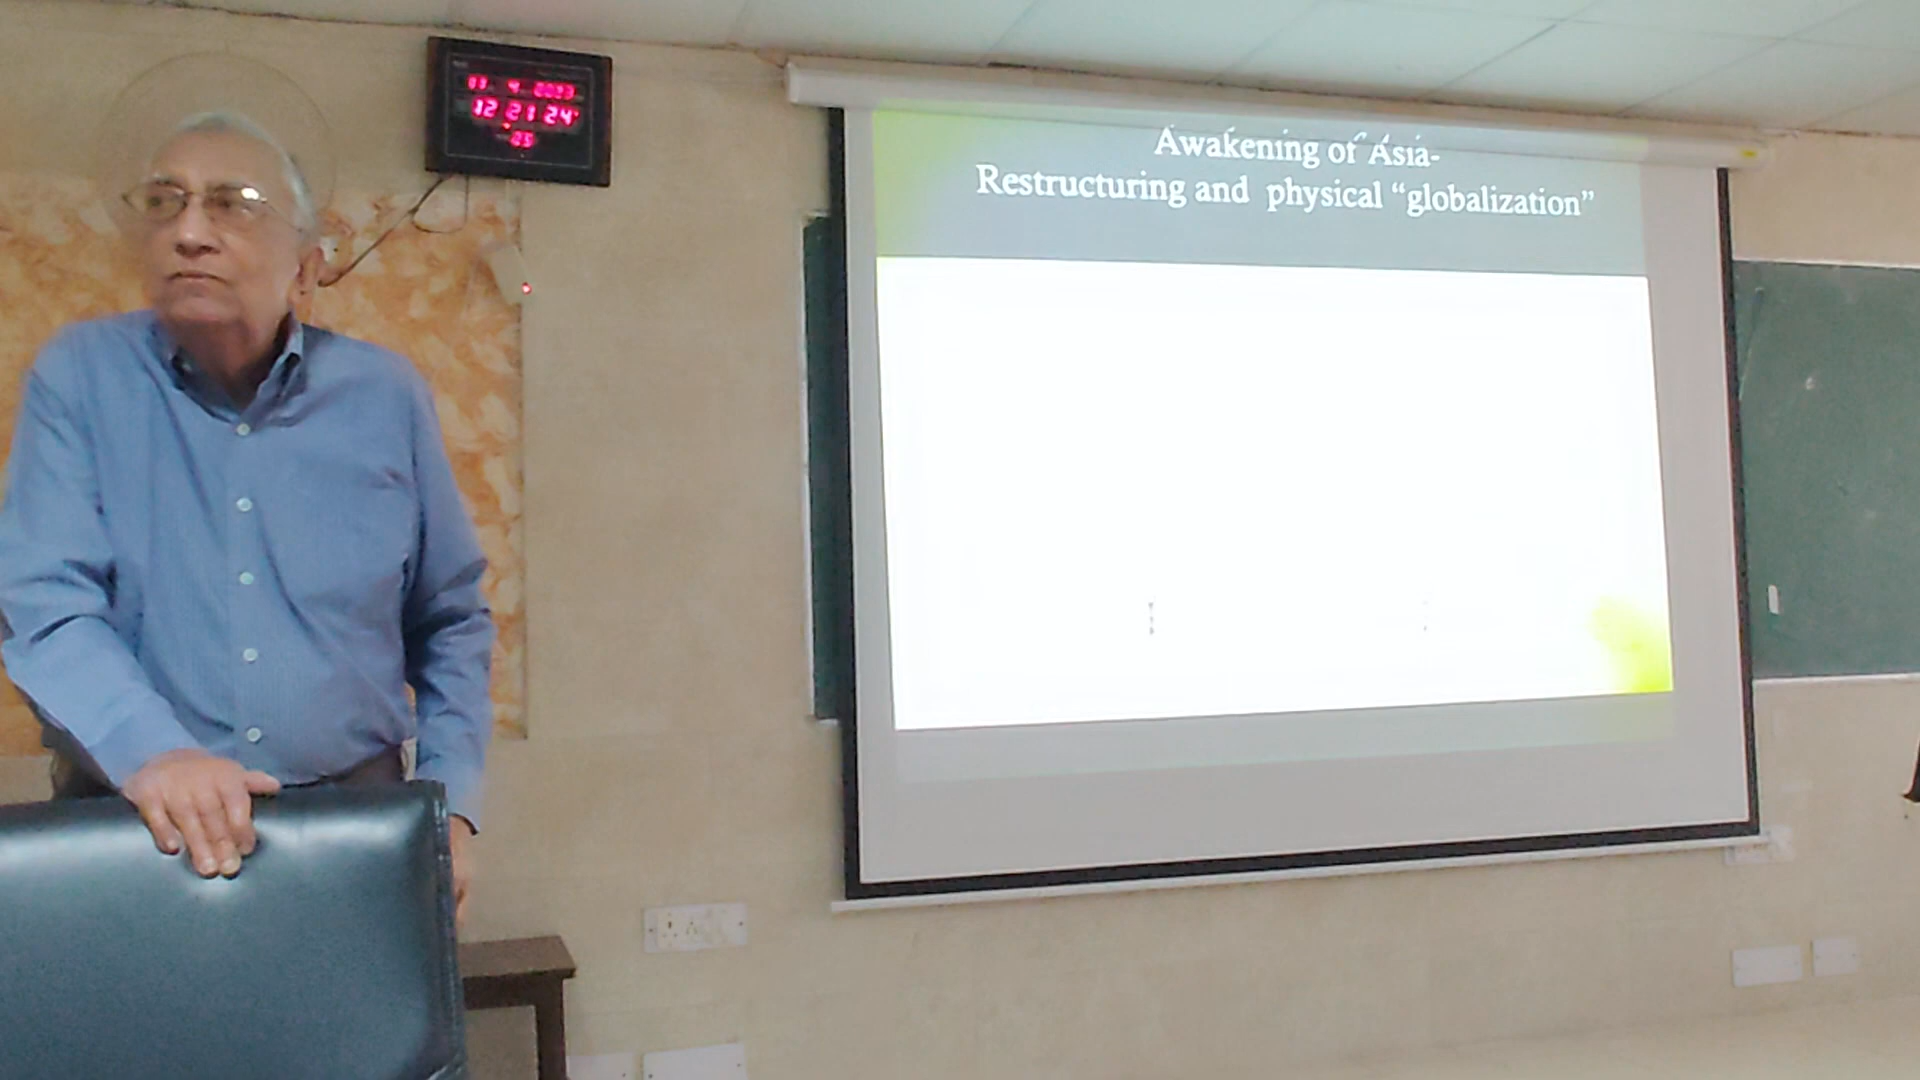 12 21 24
Awakening of Asia-
Restructuring and physical “globalization”